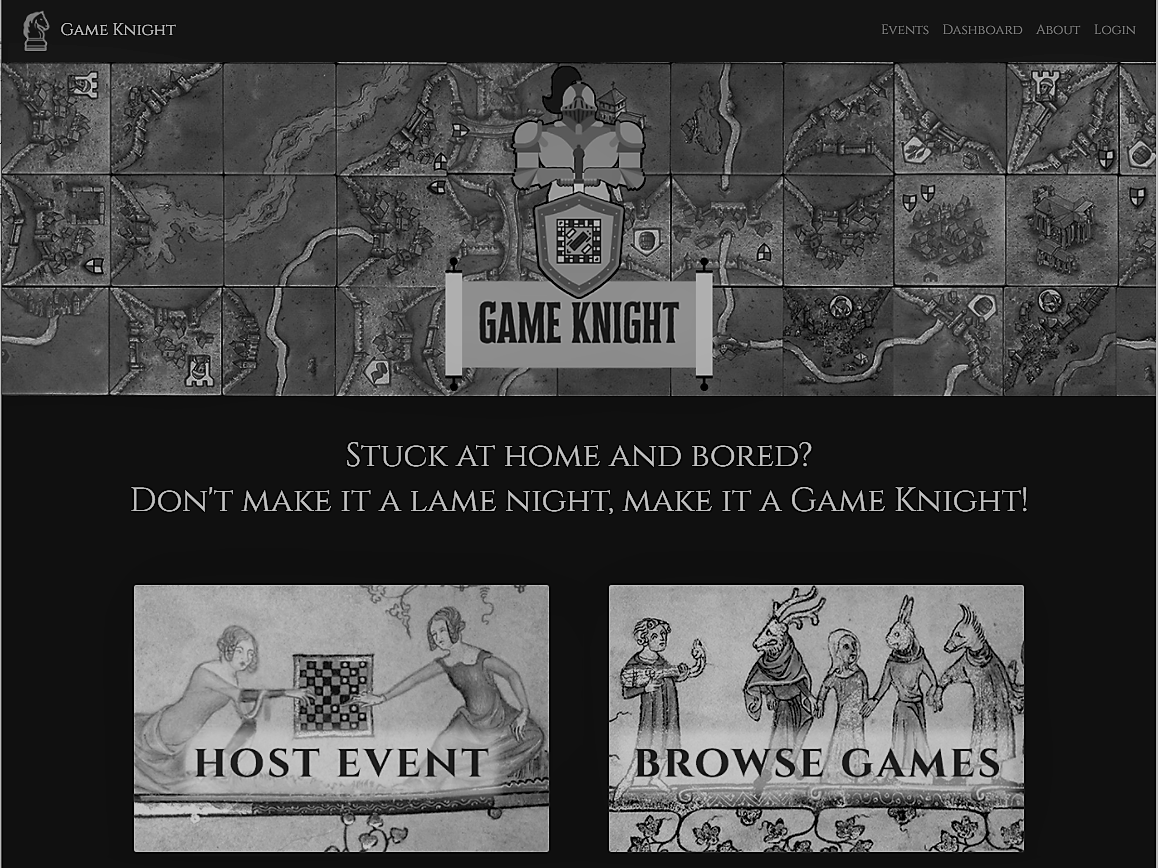 Game Knight
Events Dashboard About Login
GAME KNIGHT
Stuck at home and bored?
Don't make it a lame night, make it a Game Knight!
HOST EVENT
BROWSE GAMES